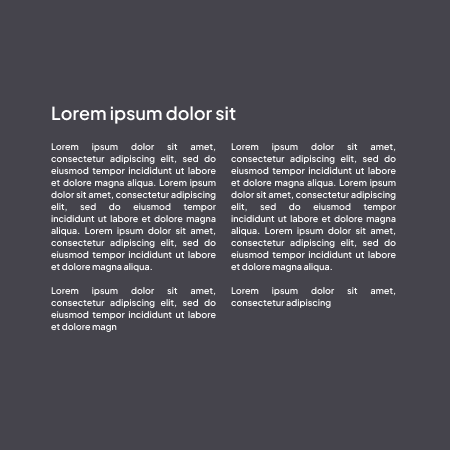 Lorem ipsum dolor sit
Lorem ipsum dolor sit amet,
consectetur adipiscing elit, sed do
eiusmod tempor incididunt ut labore
et dolore magna aliqua. Lorem ipsum
dolor sit amet, consectetur adipiscing
elit, sed do eiusmod tempor
incididunt ut labore et dolore magna
aliqua. Lorem ipsum dolor sit amet,
consectetur adipiscing elit, sed do
eiusmod tempor incididunt ut labore
et dolore magna aliqua.
Lorem ipsum dolor sit amet,
consectetur adipiscing elit, sed do
eiusmod tempor incididunt ut labore
et dolore magn
Lorem ipsum dolor sit amet,
consectetur adipiscing elit, sed do
eiusmod tempor incididunt ut labore
et dolore magna aliqua. Lorem ipsum
dolor sit amet, consectetur adipiscing
elit, sed do eiusmod tempor
incididunt ut labore et dolore magna
aliqua. Lorem ipsum dolor sit amet,
consectetur adipiscing elit, sed do
eiusmod tempor incididunt ut labore
et dolore magna aliqua.
Lorem ipsum dolor sit amet,
consectetur adipiscing